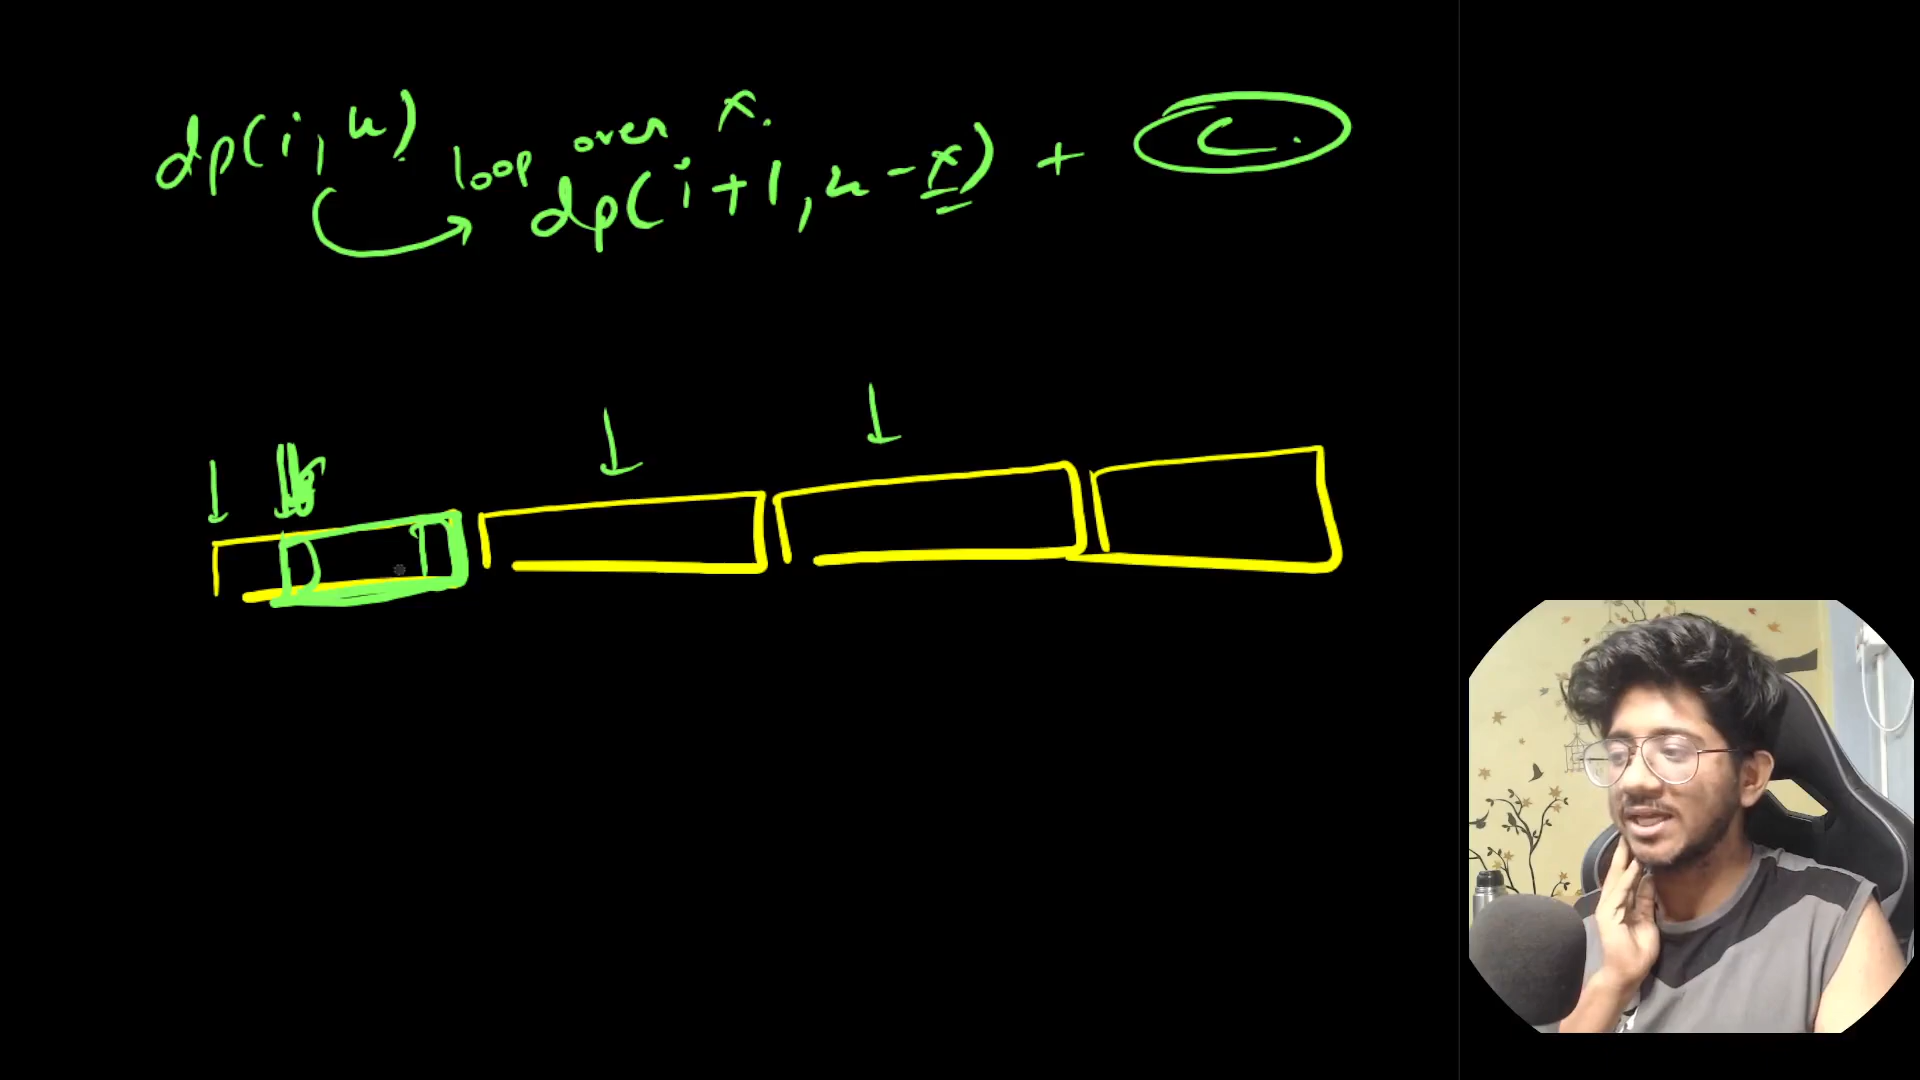 dp(i, k) loop over x.
dp(i+1, k-x) + C.